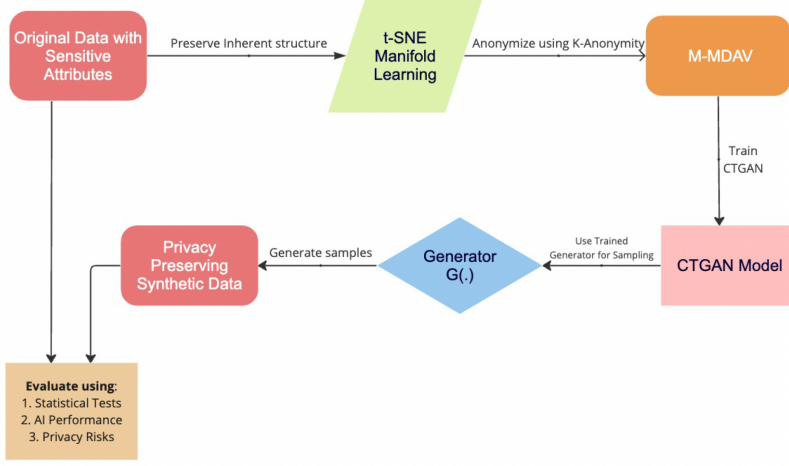 Original Data with
Sensitive
Attributes
Preserve Inherent structure
t-SNE
Manifold
Learning
Anonymize using K-Anonymity
M-MDAV
Train
CTGAN
CTGAN Model
Use Trained
Generator for Sampling
Generator
G(.)
Generate samples
Privacy
Preserving
Synthetic Data
Evaluate using:
1. Statistical Tests
2. AI Performance
3. Privacy Risks